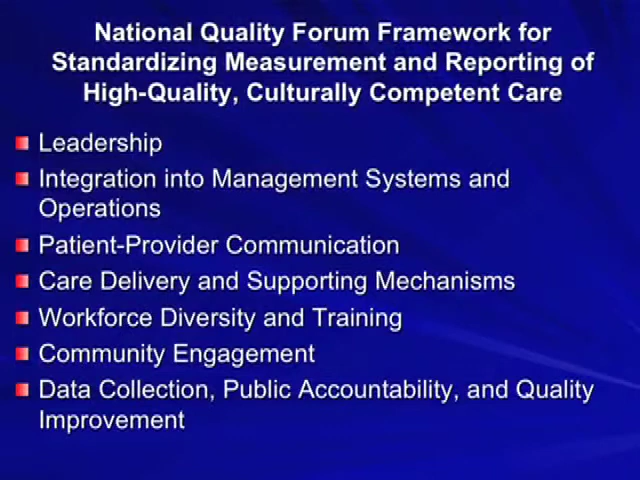 National Quality Forum Framework for
Standardizing Measurement and Reporting of
High-Quality, Culturally Competent Care
Leadership
Integration into Management Systems and
Operations
Patient-Provider Communication
Care Delivery and Supporting Mechanisms
Workforce Diversity and Training
Community Engagement
Data Collection, Public Accountability, and Quality
Improvement